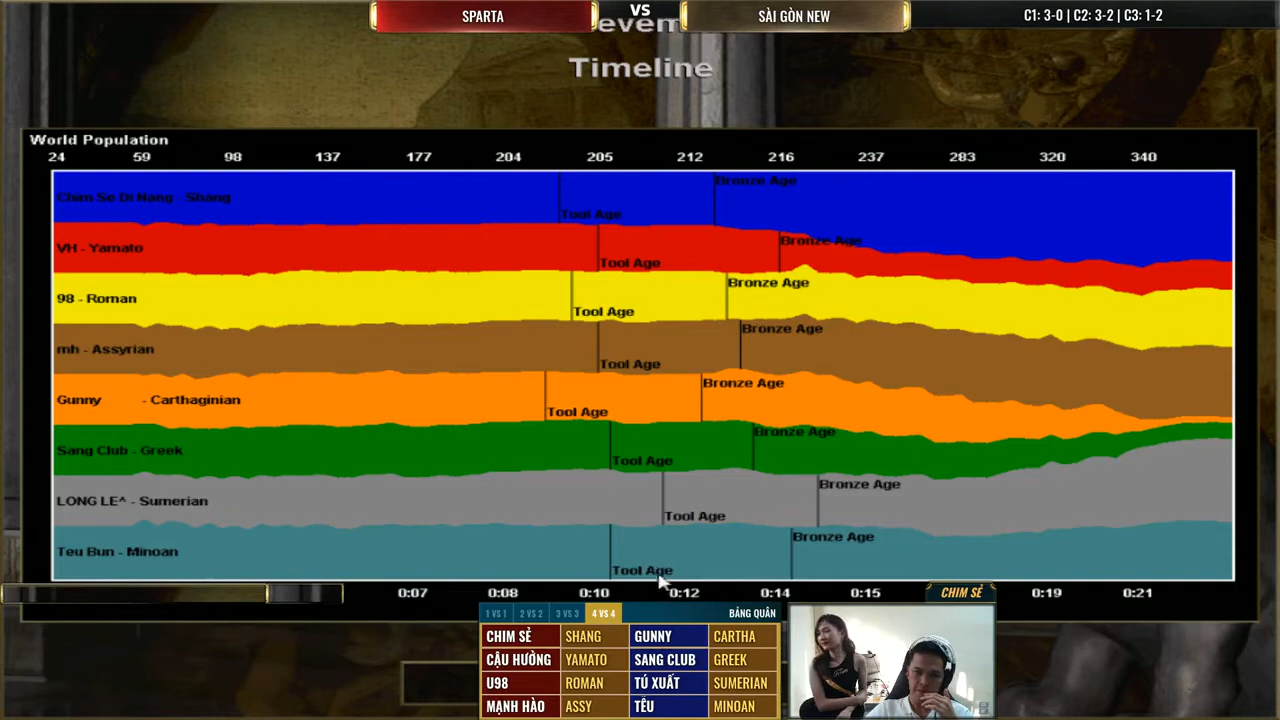 SPARTA
VS
SÀI GÒN NEW
C1: 3-0 | C2: 3-2 | C3: 1-2
evem
Timeline
World Population
24 59 98 137 177 204 205 212 216 237 283 320 340
Chim Se Di Nang - Shang
Tool Age
Bronze Age
VH - Yamato
Tool Age
Bronze Age
98 - Roman
Tool Age
Bronze Age
mh - Assyrian
Tool Age
Bronze Age
Gunny - Carthaginian
Tool Age
Bronze Age
Sang Club - Greek
Tool Age
Bronze Age
LONG LE^ - Sumerian
Tool Age
Bronze Age
Teu Bun - Minoan
Tool Age
Bronze Age
0:07 0:08 0:10 0:12 0:14 0:15 0:19 0:21
CHIM SẺ
1 VS 1 2 VS 2 3 VS 3 4 VS 4 BẢNG QUÂN
CHIM SẺ SHANG GUNNY CARTHA
CẬU HƯỜNG YAMATO SANG CLUB GREEK
U98 ROMAN TÚ XUẤT SUMERIAN
MẠNH HÀO ASSY TÊU MINOAN